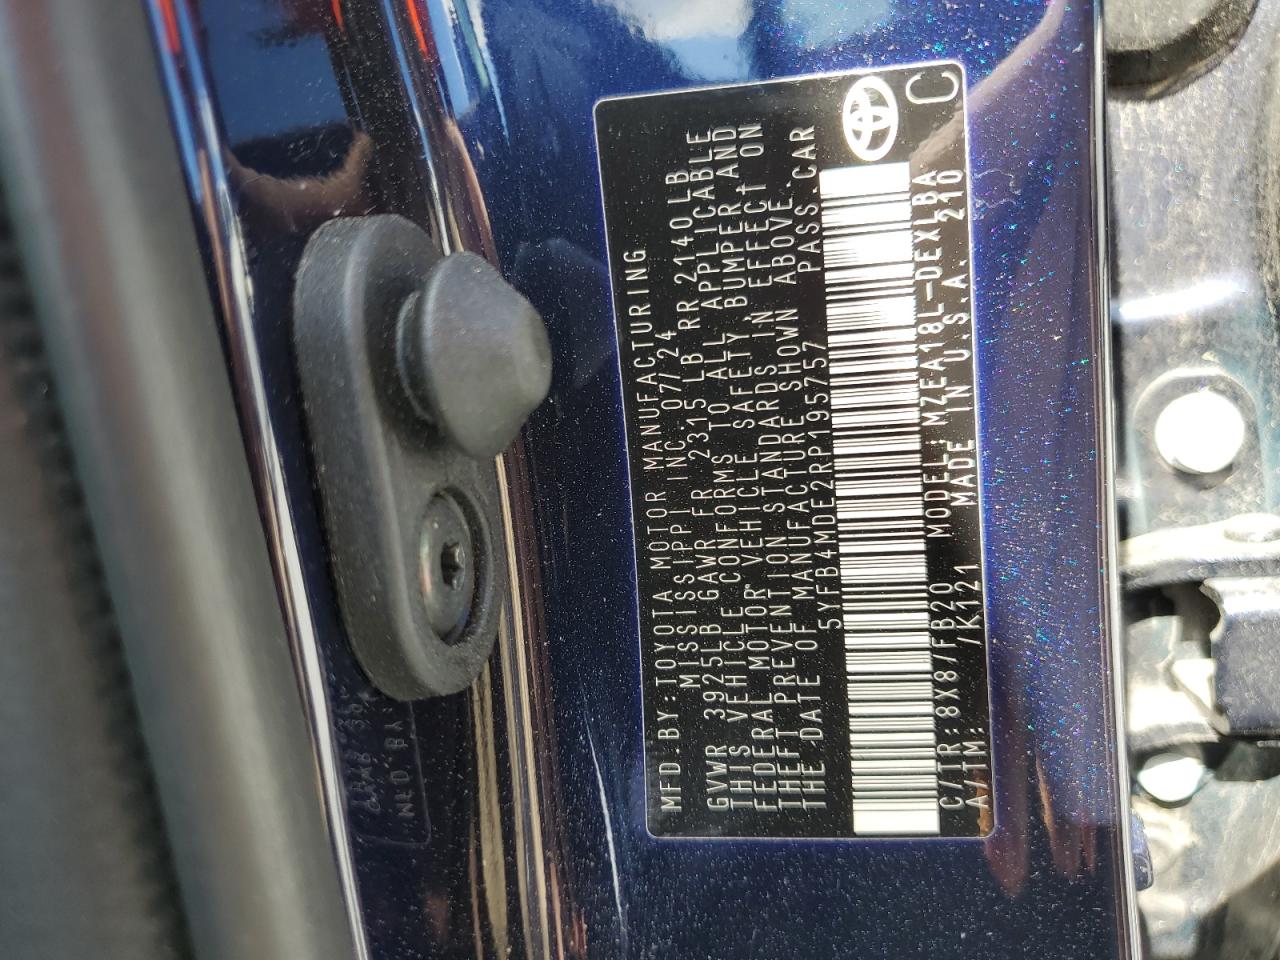 MFD.BY:TOYOTA MOTOR MANUFACTURING
MISSISSIPPI INC. 07/24
GVWR 3925LB GAWR FR 2315 LB RR 2140 LB
THIS VEHICLE CONFORMS TO ALL APPLICABLE
FEDERAL MOTOR VEHICLE SAFETY BUMPER, AND
THEFT PREVENTION STANDARDS IN EFFECT ON
THE DATE OF MANUFACTURE SHOWN ABOVE.
5YFB4MDE2RP195757 PASS.CAR
C/TR:8X8/FB20 MODEL:MZEA18L-DEXLBA
A/TM: /K121 MADE IN U.S.A. 210
C